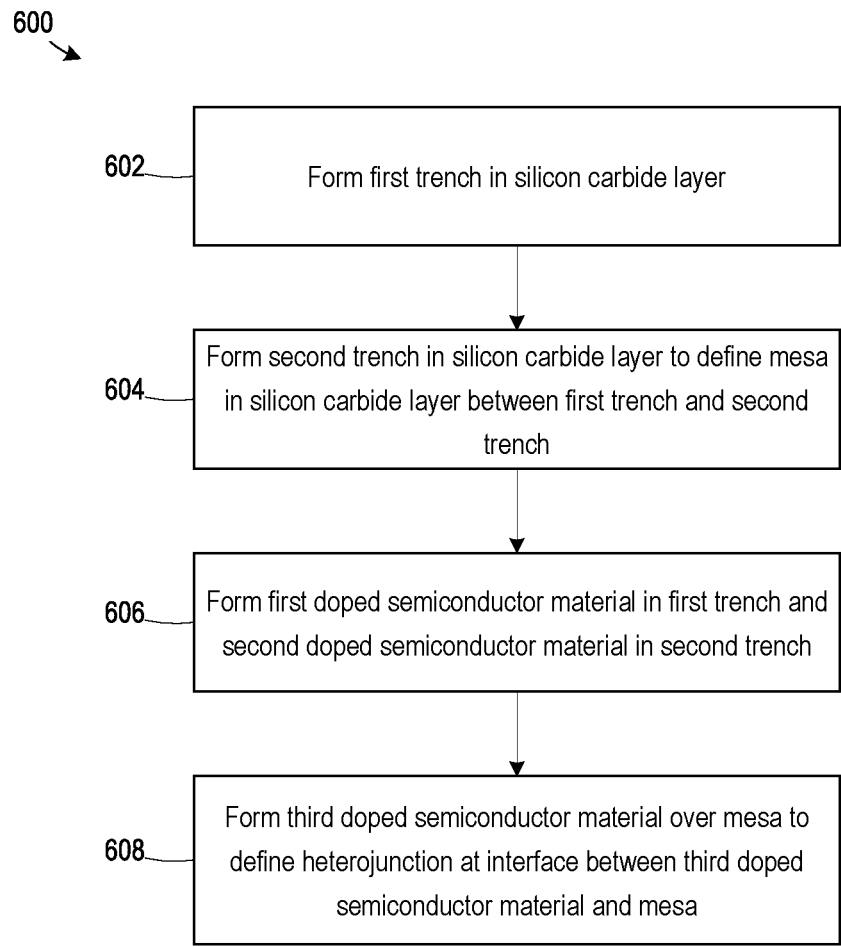 600
602
Form first trench in silicon carbide layer
604
Form second trench in silicon carbide layer to define mesa
in silicon carbide layer between first trench and second
trench
606
Form first doped semiconductor material in first trench and
second doped semiconductor material in second trench
608
Form third doped semiconductor material over mesa to
define heterojunction at interface between third doped
semiconductor material and mesa